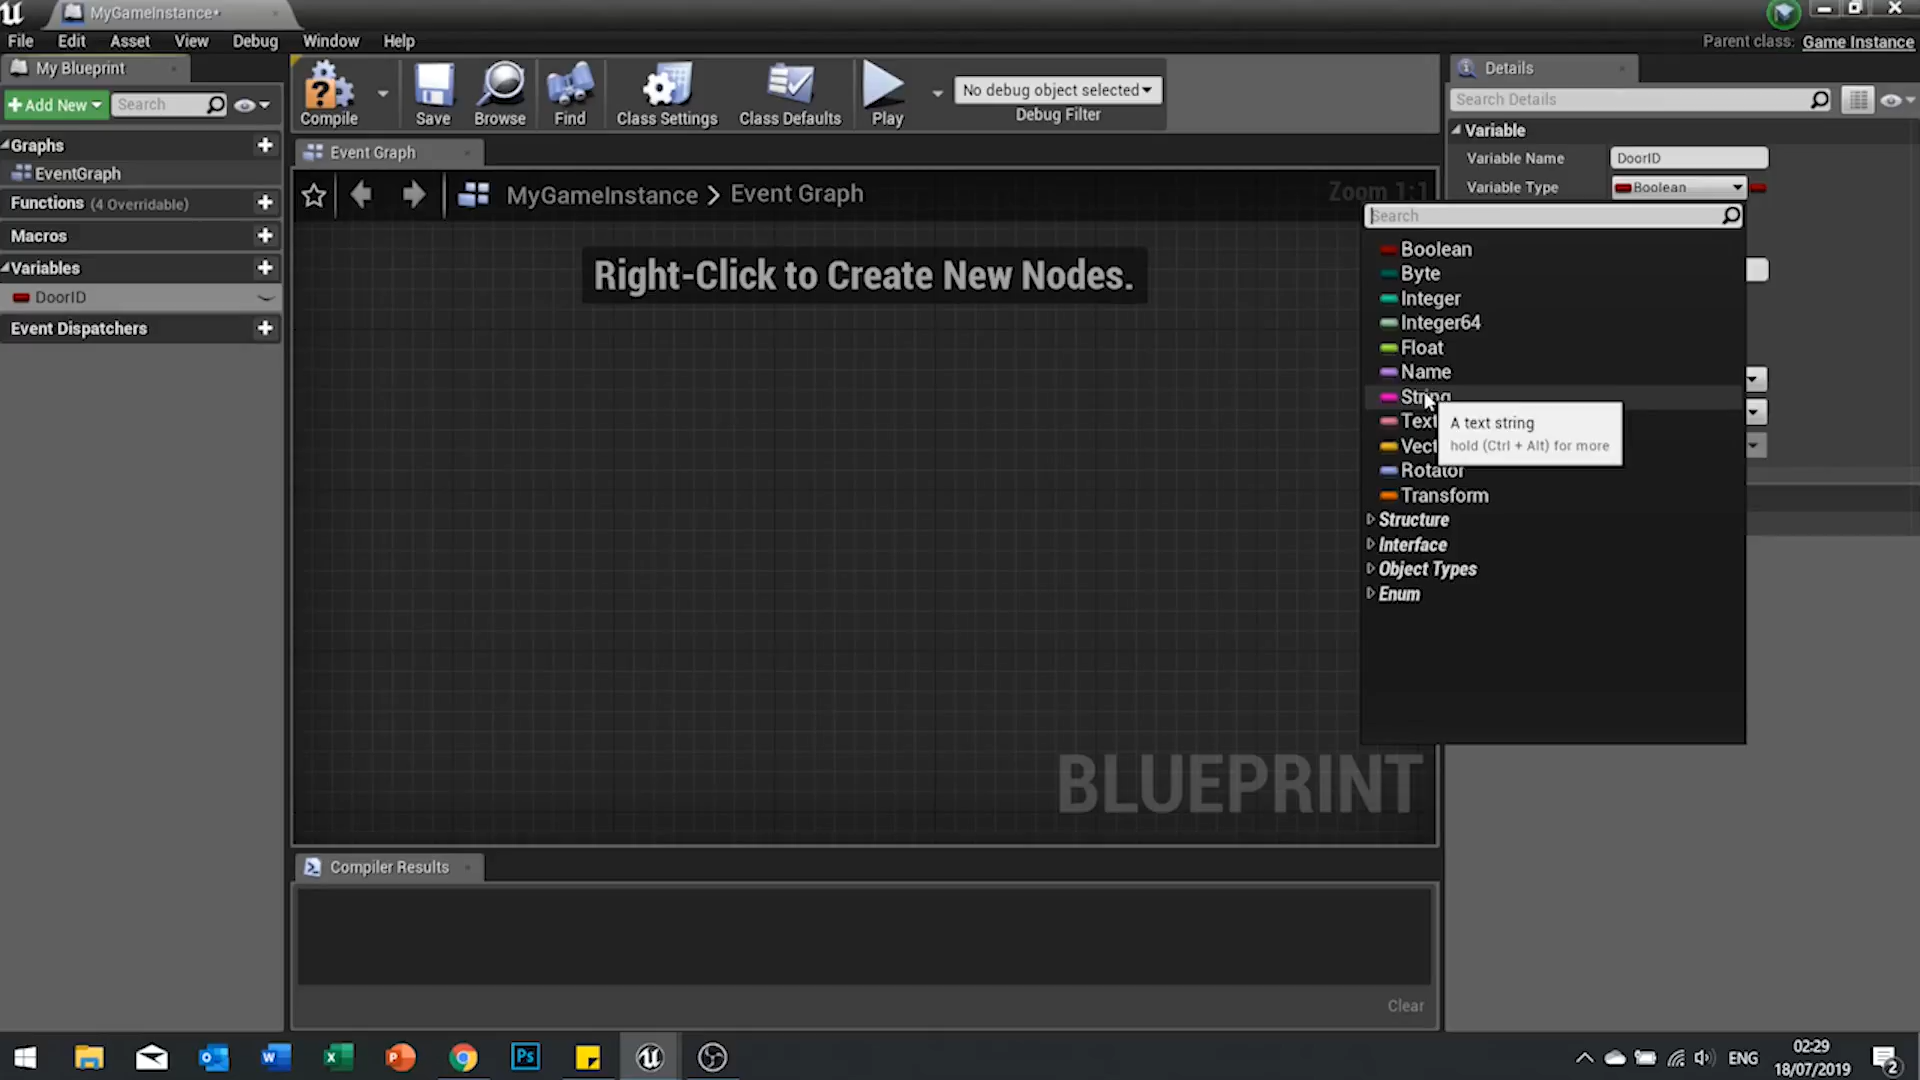 MyGameInstance*
File Edit Asset View Debug Window Help
Parent class: Game Instance
My Blueprint
Add New
Search
Graphs
EventGraph
Functions (4 Overridable)
Macros
Variables
DoorID
Event Dispatchers
Compile
Save
Browse
Find
Class Settings
Class Defaults
Play
No debug object selected
Debug Filter
Event Graph
MyGameInstance > Event Graph
Zoom 1:1
Right-Click to Create New Nodes.
BLUEPRINT
Compiler Results
Clear
Details
Search Details
Variable
Variable Name DoorID
Variable Type Boolean
Search
Boolean
Byte
Integer
Integer64
Float
Name
String
Text
Vect
Rotator
Transform
Structure
Interface
Object Types
Enum
A text string
hold (Ctrl + Alt) for more
ENG
02:29
18/07/2019
2